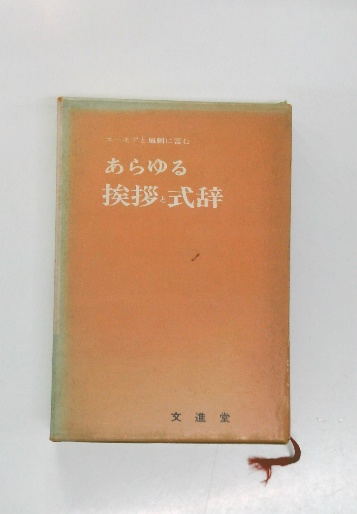 ユーモアと風刺に富む
あらゆる
挨拶と式辞
文進堂